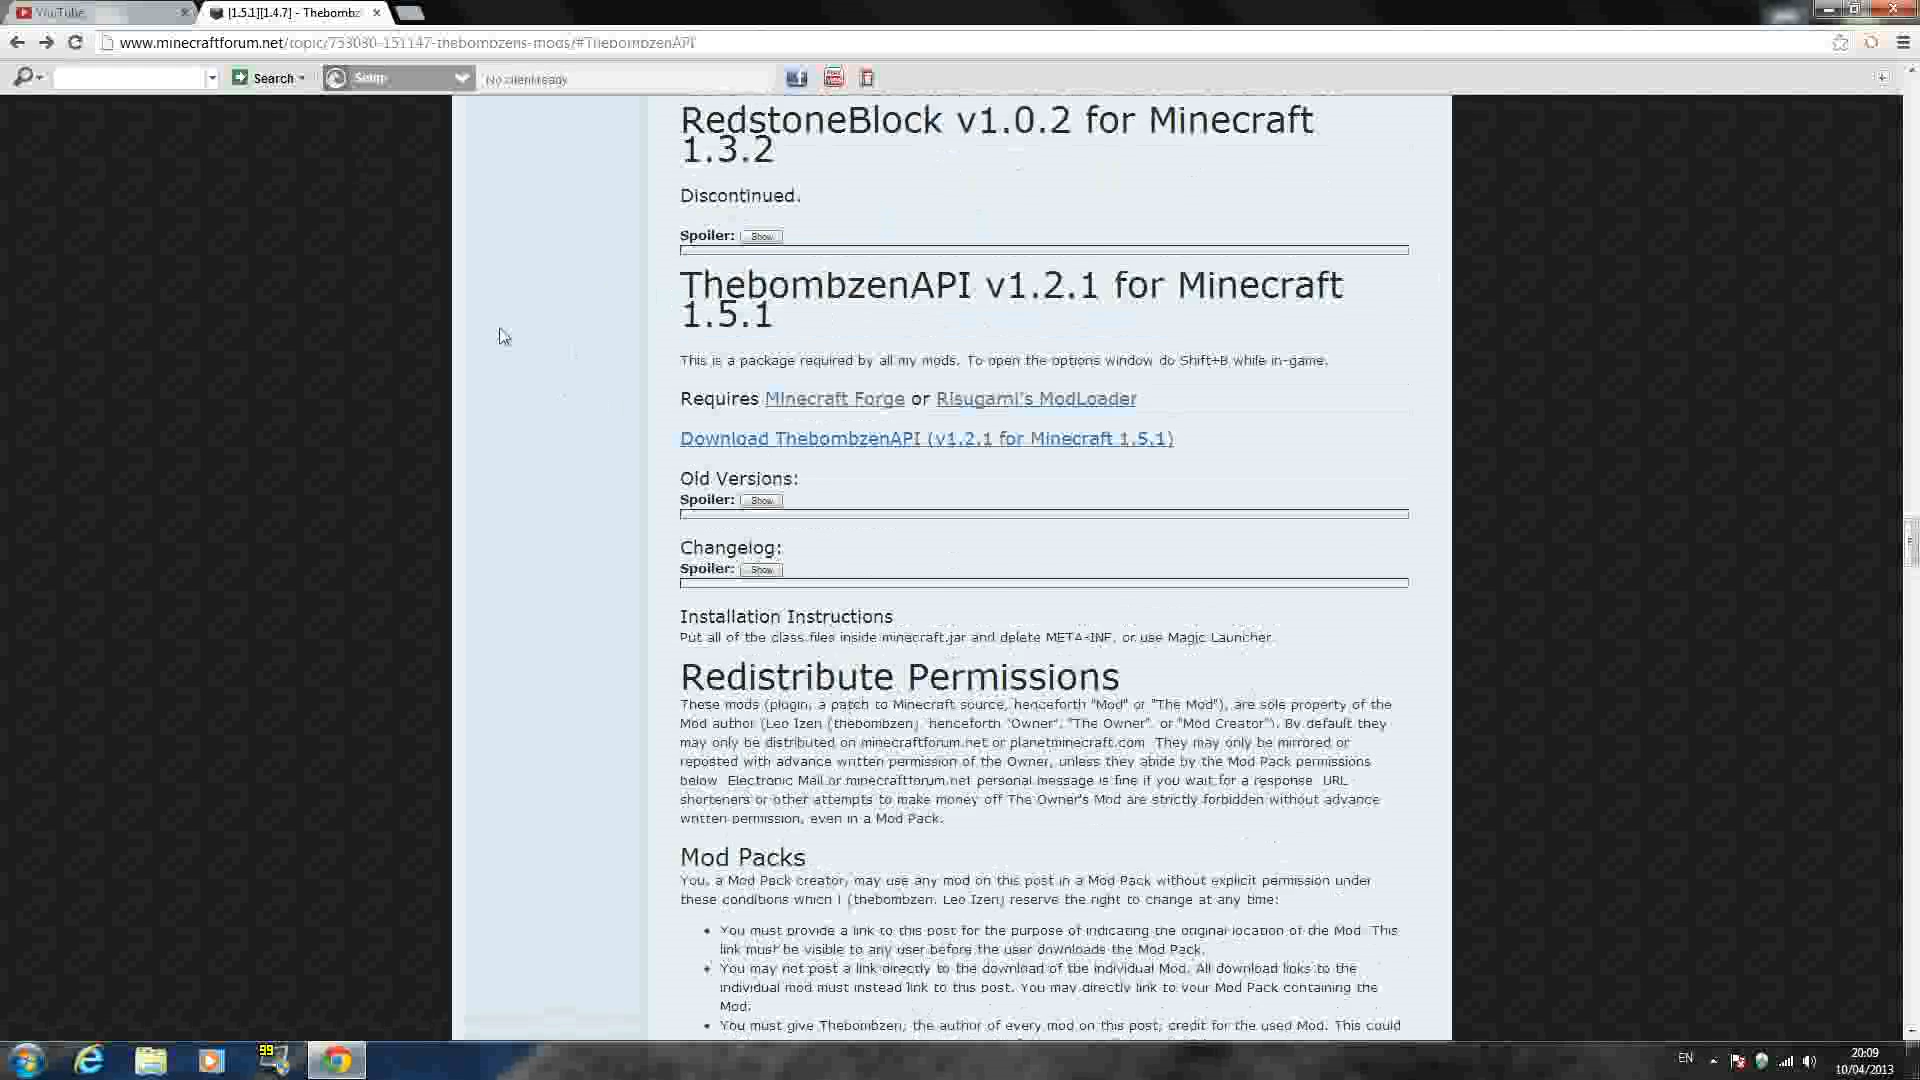 YouTube
[1.5.1][1.4.7] - Thebombz
www.minecraftforum.net/topic/753030-151147-thebombzens-mods/#ThebombzenAPI
Search
RedstoneBlock v1.0.2 for Minecraft
1.3.2
Discontinued.
Spoiler: Show
ThebombzenAPI v1.2.1 for Minecraft
1.5.1
This is a package required by all my mods. To open the options window do Shift+B while in-game.
Requires Minecraft Forge or Risugami's ModLoader
Download ThebombzenAPI (v1.2.1 for Minecraft 1.5.1)
Old Versions:
Spoiler: Show
Changelog:
Spoiler: Show
Installation Instructions
Put all of the class files inside minecraft.jar and delete META-INF, or use Magic Launcher.
Redistribute Permissions
These mods (plugin, a patch to Minecraft source, henceforth "Mod" or "The Mod"), are sole property of the
Mod author (Leo Izen (thebombzen) henceforth "Owner", "The Owner", or "Mod Creator"). By default they
may only be distributed on minecraftforum.net or planetminecraft.com They may only be mirrored or
reposted with advance written permission of the Owner, unless they abide by the Mod Pack permissions
below Electronic Mail or minecraftforum.net personal message is fine if you wait for a response URL
shorteners or other attempts to make money off The Owner's Mod are strictly forbidden without advance
written permission, even in a Mod Pack.
Mod Packs
You, a Mod Pack creator, may use any mod on this post in a Mod Pack without explicit permission under
these conditions which I (thebombzen, Leo Izen) reserve the right to change at any time:
• You must provide a link to this post for the purpose of indicating the original location of the Mod This
link must be visible to any user before the user downloads the Mod Pack.
• You may not post a link directly to the download of the individual Mod. All download links to the
individual mod must instead link to this post. You may directly link to your Mod Pack containing the
Mod.
• You must give Thebombzen, the author of every mod on this post, credit for the used Mod. This could
99
EN
20:09
10/04/2013